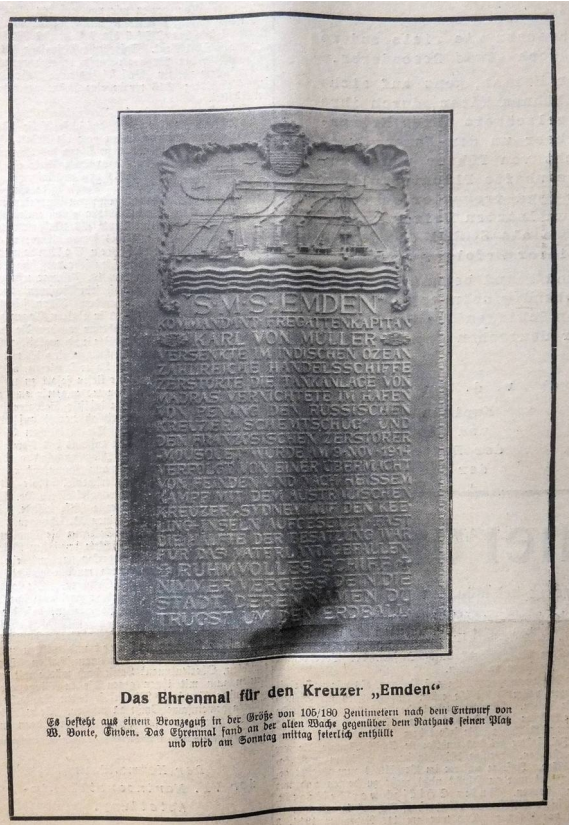 "S·M·S·EMDEN"
KOMMANDANT: FREGATTENKAPITÄN
KARL VON MÜLLER
VERSENKTE IM INDISCHEN OZEAN
ZAHLREICHE HANDELSSCHIFFE
ZERSTÖRTE DIE TANKANLAGE VON
MADRAS VERNICHTETE IM HAFEN
VON PENANG DEN RUSSISCHEN
KREUZER „SCHEMTSCHUG“ UND
DEN FRANZÖSISCHEN ZERSTÖRER
„MOUSQUET“ WURDE AM 9·NOV·1914
VERFOLGT VON EINER ÜBERMACHT
VON FEINDEN UND NACH HEISSEM
KAMPF MIT DEM AUSTRALISCHEN
KREUZER „SYDNEY“ AUF DEN KEE-
LING-INSELN AUFGESETZT FAST
DIE HÄLFTE DER BESATZUNG WAR
FÜR DAS VATERLAND GEFALLEN
RUHMVOLLES SCHIFF
NIMMER VERGESS DEIN DIE
STADT DEREN NAMEN DU
TRUGST UM DEN ERDBALL
Das Ehrenmal für den Kreuzer „Emden“
Es besteht aus einem Bronzeguß in der Größe von 105/180 Zentimetern nach dem Entwurf von
W. Bonte, Emden. Das Ehrenmal fand an der alten Wache gegenüber dem Rathaus seinen Platz
und wird am Sonntag mittag feierlich enthüllt